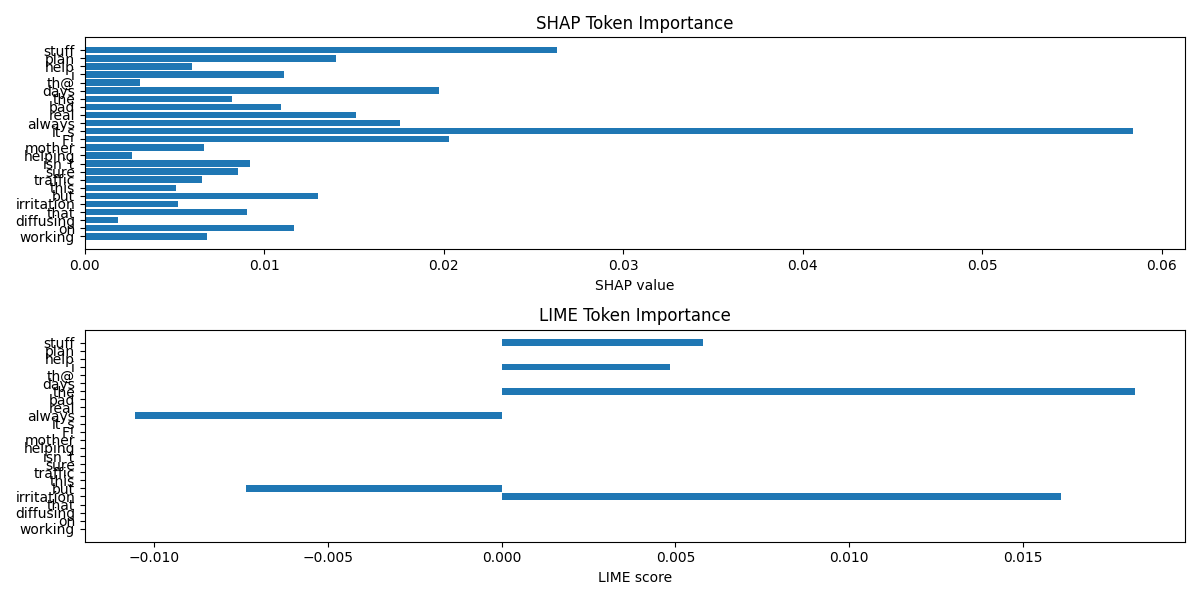 SHAP Token Importance
stuff
plan
help
i
th@
days
the
bad
real
always
it's
F!
mother
helping
isn't
sure
traffic
this
but
irritation
that
diffusing
on
working
0.00 0.01 0.02 0.03 0.04 0.05 0.06
SHAP value
LIME Token Importance
stuff
plan
help
i
th@
days
the
bad
real
always
it's
F!
mother
helping
isn't
sure
traffic
this
but
irritation
that
diffusing
on
working
−0.010 −0.005 0.000 0.005 0.010 0.015
LIME score